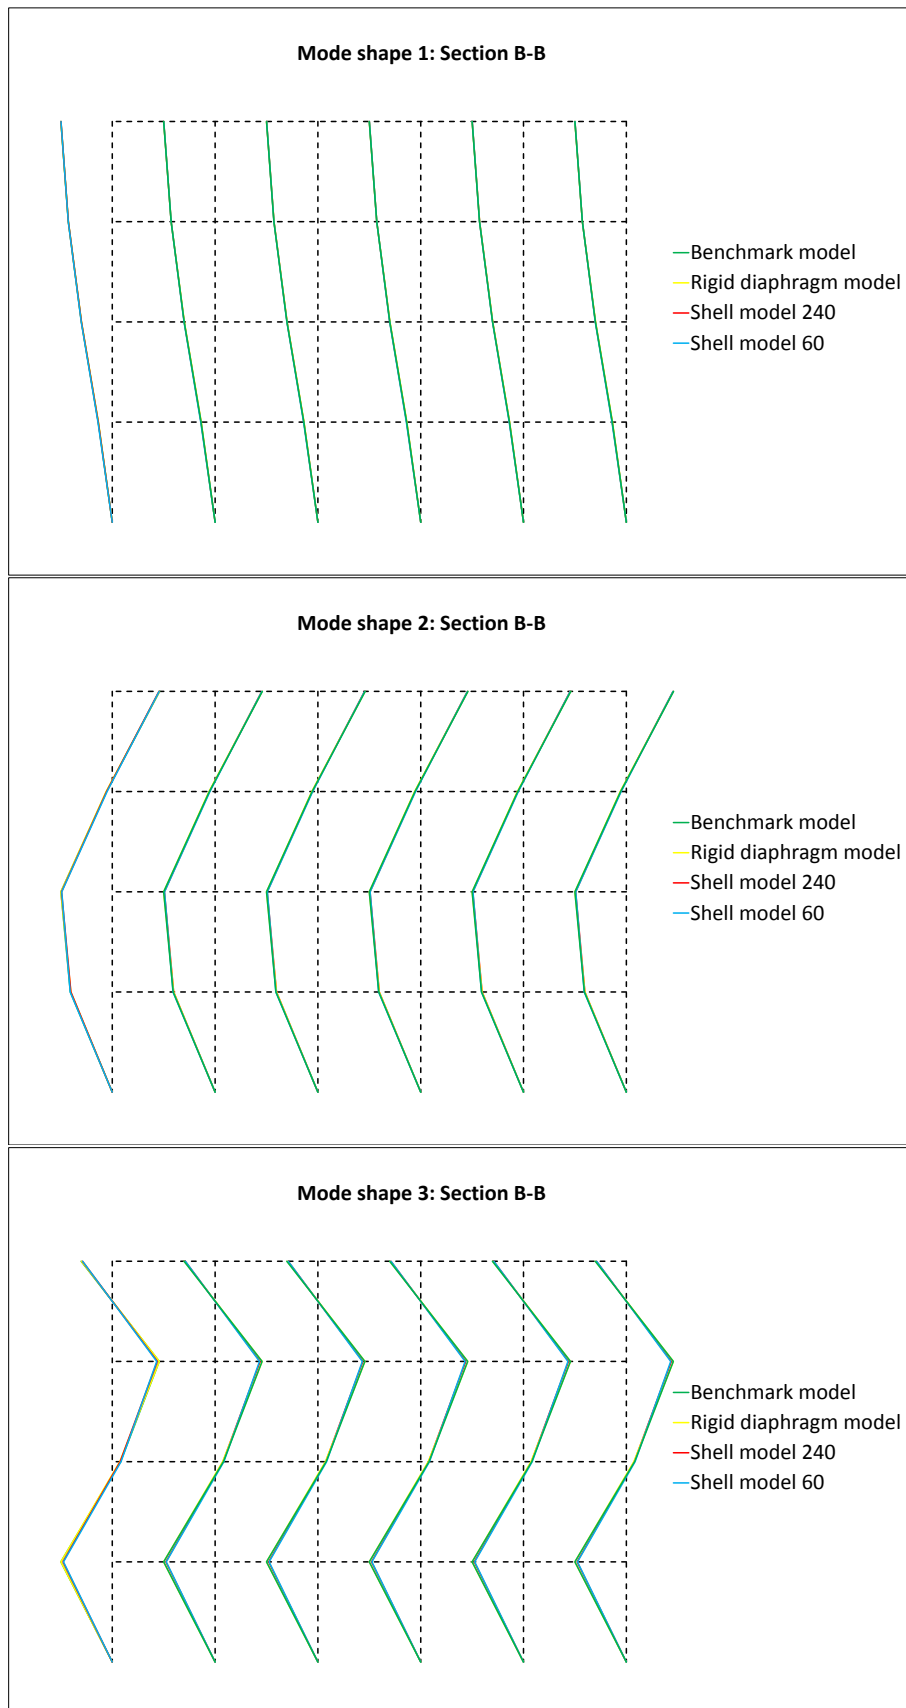 Mode shape 1: Section B-B
Benchmark model
Rigid diaphragm model
Shell model 240
Shell model 60
Mode shape 2: Section B-B
Benchmark model
Rigid diaphragm model
Shell model 240
Shell model 60
Mode shape 3: Section B-B
Benchmark model
Rigid diaphragm model
Shell model 240
Shell model 60